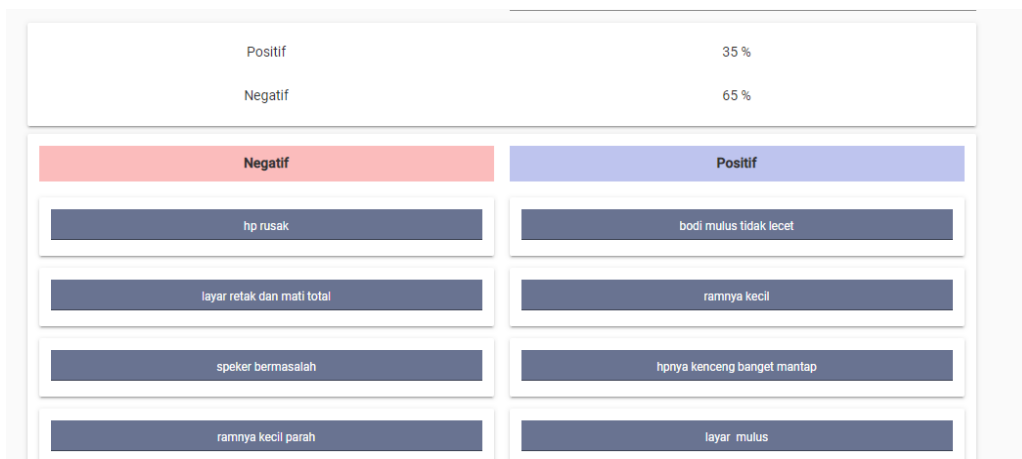 Positif 35 %
Negatif 65 %
Negatif Positif
hp rusak bodi mulus tidak lecet
layar retak dan mati total ramnya kecil
speker bermasalah hpnya kenceng banget mantap
ramnya kecil parah layar mulus